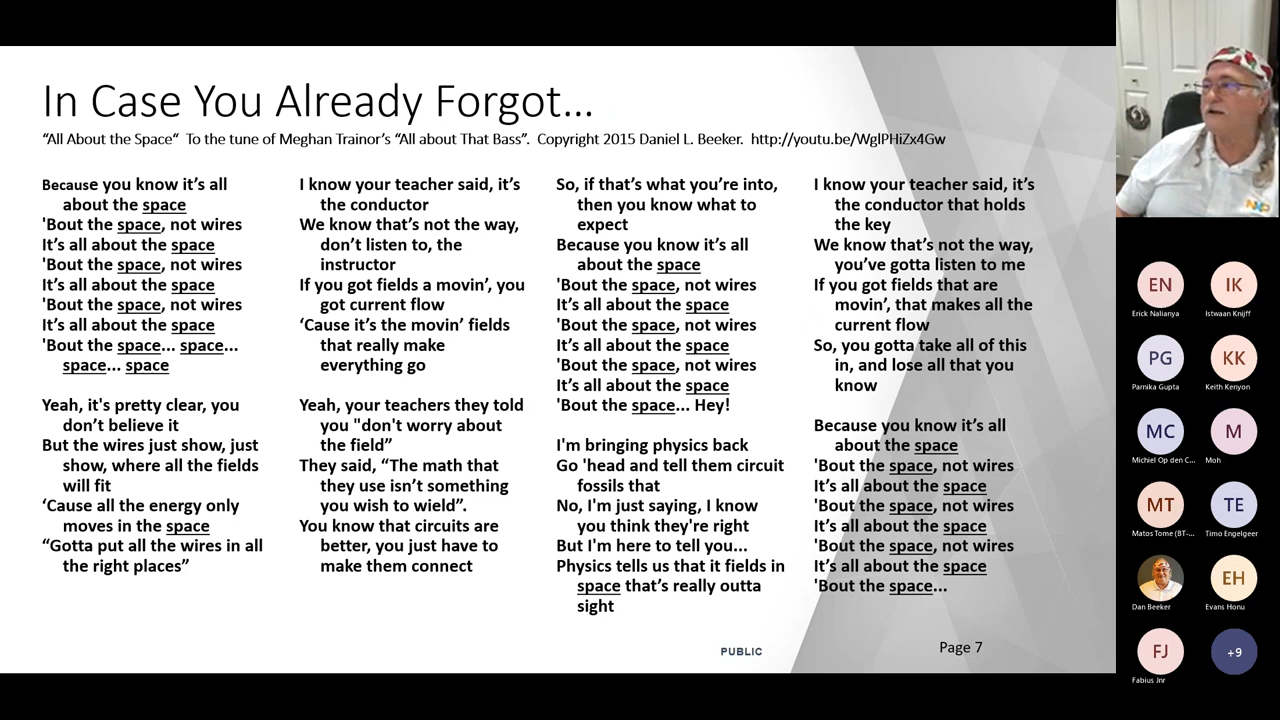 In Case You Already Forgot...
“All About the Space“ To the tune of Meghan Trainor’s “All about That Bass”. Copyright 2015 Daniel L. Beeker. http://youtu.be/WglPHiZx4Gw
Because you know it’s all
about the space
'Bout the space, not wires
It’s all about the space
'Bout the space, not wires
It’s all about the space
'Bout the space, not wires
It’s all about the space
'Bout the space... space...
space... space
Yeah, it's pretty clear, you
don’t believe it
But the wires just show, just
show, where all the fields
will fit
‘Cause all the energy only
moves in the space
“Gotta put all the wires in all
the right places”
I know your teacher said, it’s
the conductor
We know that’s not the way,
don’t listen to, the
instructor
If you got fields a movin’, you
got current flow
‘Cause it’s the movin’ fields
that really make
everything go
Yeah, your teachers they told
you "don't worry about
the field”
They said, “The math that
they use isn’t something
you wish to wield”.
You know that circuits are
better, you just have to
make them connect
So, if that’s what you’re into,
then you know what to
expect
Because you know it’s all
about the space
'Bout the space, not wires
It’s all about the space
'Bout the space, not wires
It’s all about the space
'Bout the space, not wires
It’s all about the space
'Bout the space... Hey!
I'm bringing physics back
Go 'head and tell them circuit
fossils that
No, I'm just saying, I know
you think they're right
But I'm here to tell you...
Physics tells us that it fields in
space that’s really outta
sight
I know your teacher said, it’s
the conductor that holds
the key
We know that’s not the way,
you’ve gotta listen to me
If you got fields that are
movin’, that makes all the
current flow
So, you gotta take all of this
in, and lose all that you
know
Because you know it’s all
about the space
'Bout the space, not wires
It’s all about the space
'Bout the space, not wires
It’s all about the space
'Bout the space, not wires
It’s all about the space
'Bout the space...
PUBLIC
Page 7
NXP
EN
Erick Nalianya
IK
Istwaan Knijff
PG
Parnika Gupta
KK
Keith Kenyon
MC
Michiel Op den C...
M
Moh
MT
Matos Tome (BT-...
TE
Timo Engelgeer
Dan Beeker
EH
Evans Honu
FJ
Fabius Jnr
+9